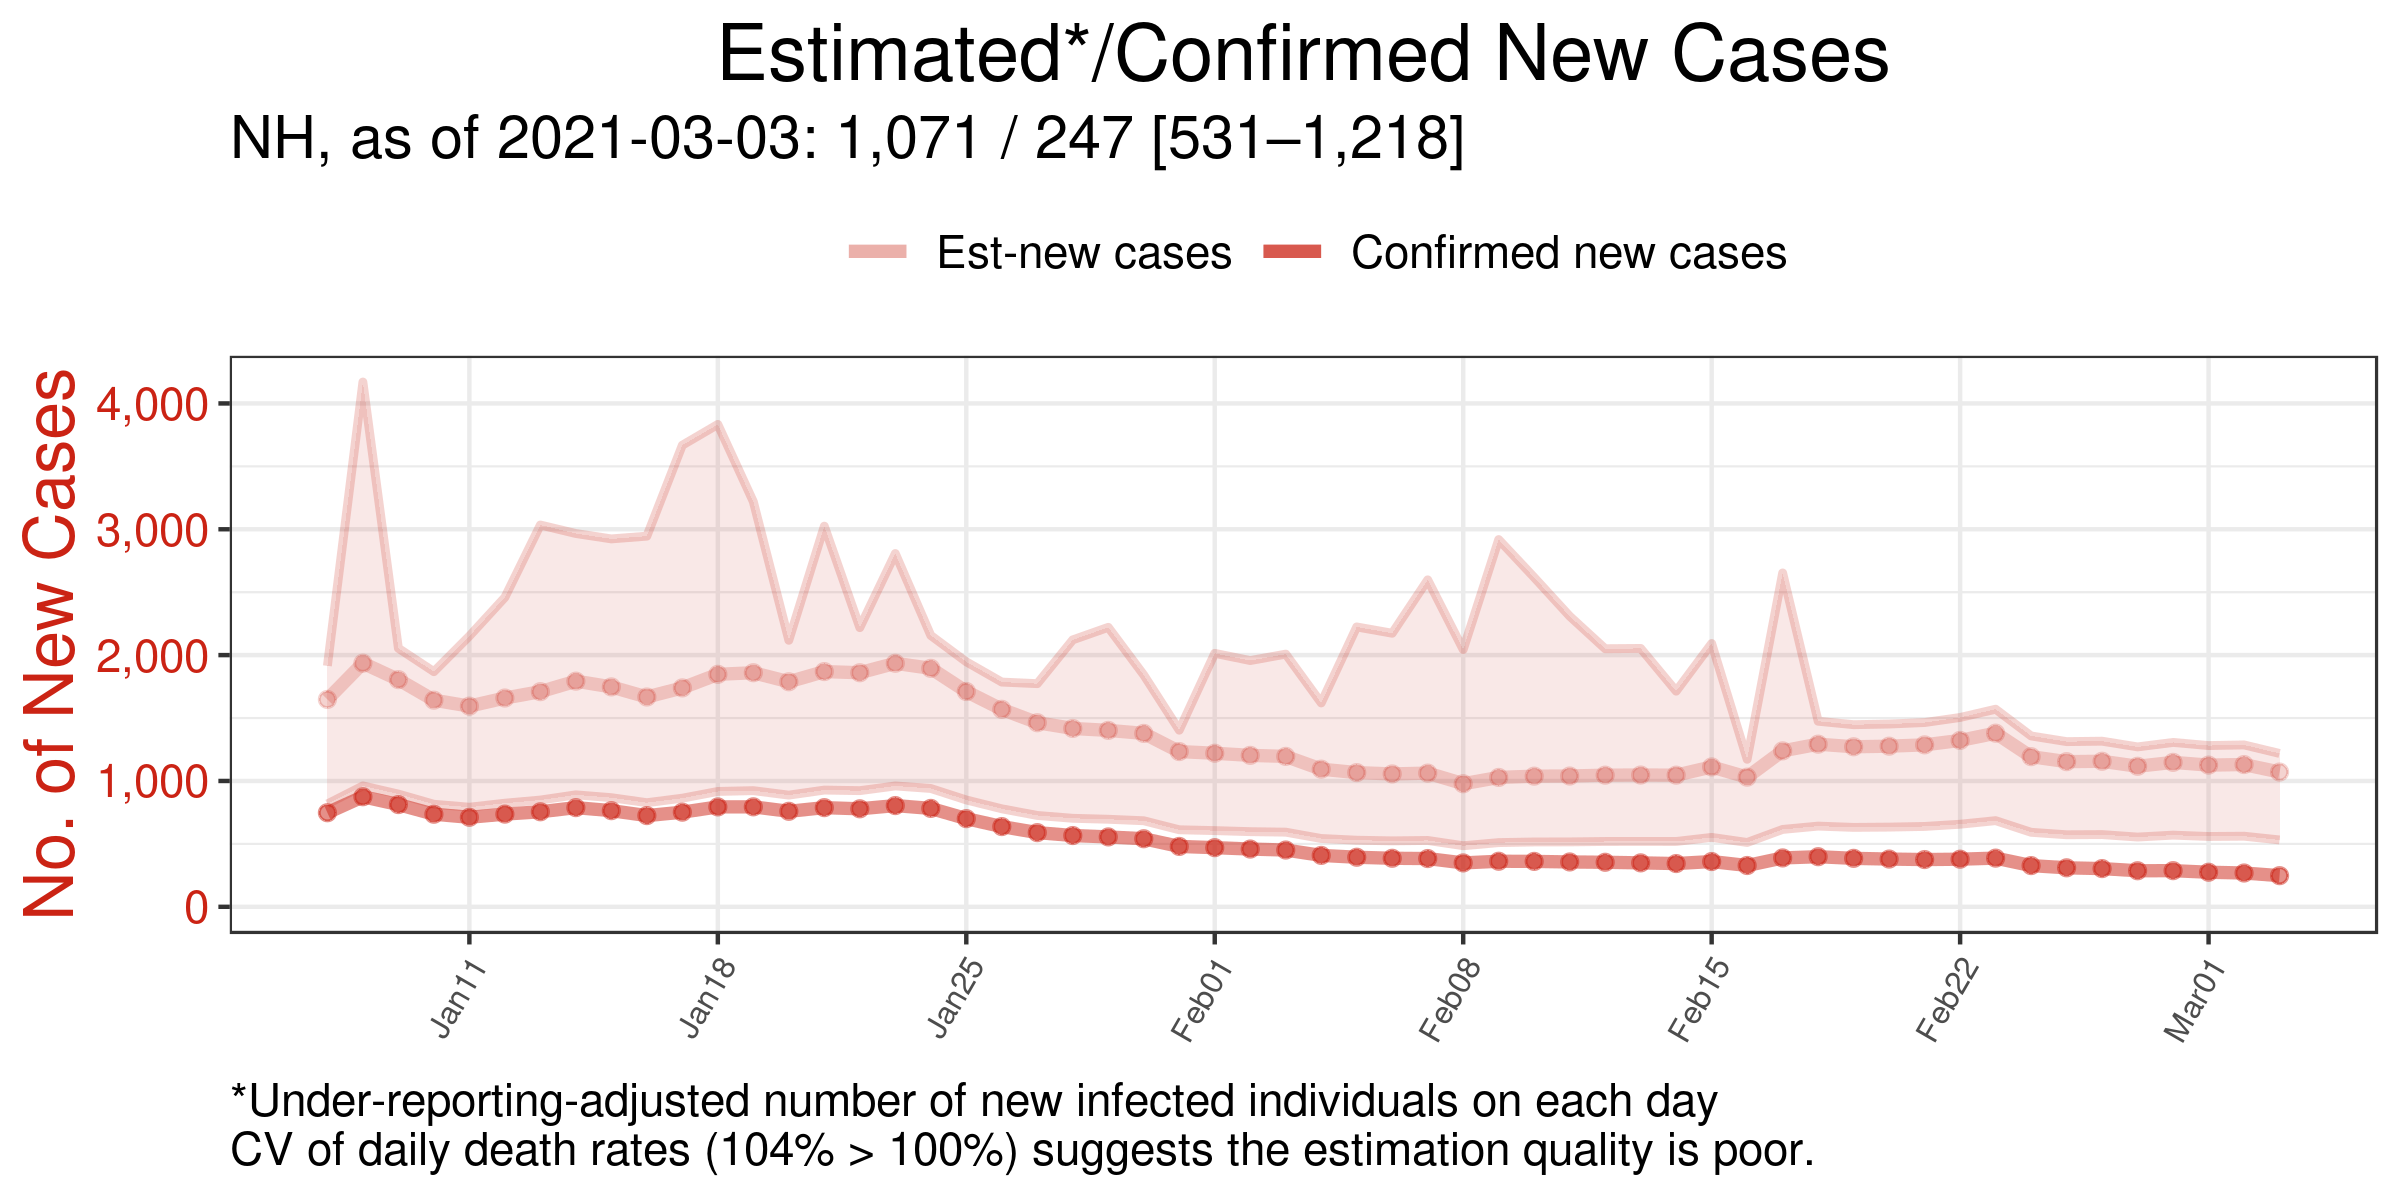 Estimated*/Confirmed New Cases
NH, as of 2021-03-03: 1,071 / 247 [531–1,218]
Est-new cases
Confirmed new cases
No. of New Cases
4,000
3,000
2,000
1,000
0
Jan11
Jan18
Jan25
Feb01
Feb08
Feb15
Feb22
Mar01
*Under-reporting-adjusted number of new infected individuals on each day
CV of daily death rates (104% > 100%) suggests the estimation quality is poor.